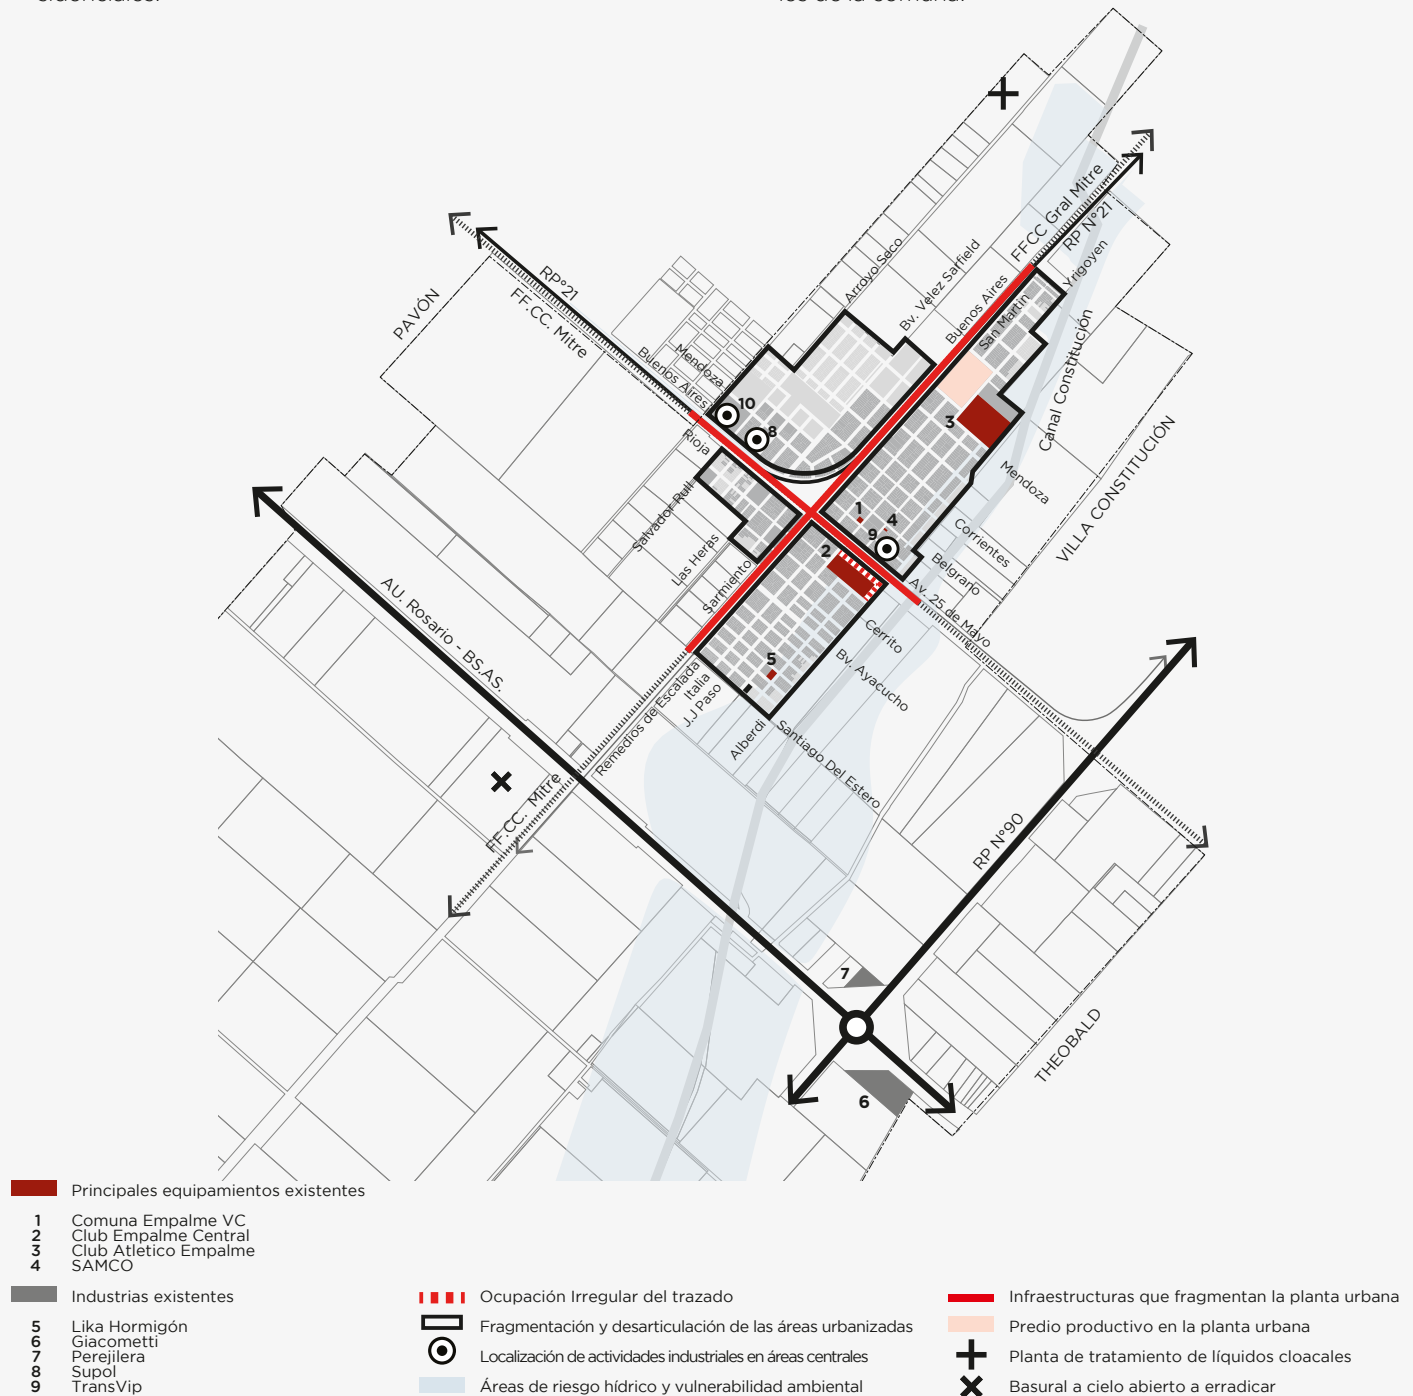 RP°21
FF.CC. Mitre
PAVÓN
Buenos Aires
Mendoza
Arroyo Seco
Bv. Velez Sarfield
Buenos Aires
San Martin
FFCC Gral Mitre
RP N°21
Yrigoyen
Canal Constitución
VILLA CONSTITUCIÓN
10
8
3
Rioja
Salvador Rull
Las Heras
Sarmiento
1
4
9
2
Mendoza
Corrientes
Belgrano
Av. 25 de Mayo
Cerrito
Bv. Ayacucho
5
AU. Rosario - BS.AS.
Remedios de Escalada
Italia
J.J Paso
Alberdi
Santiago Del Estero
FF.CC. Mitre
RP N°90
7
6
THEOBALD
Principales equipamientos existentes
1 Comuna Empalme VC
2 Club Empalme Central
3 Club Atletico Empalme
4 SAMCO
Industrias existentes
5 Lika Hormigón
6 Giacometti
7 Perejilera
8 Supol
9 TransVip
Ocupación Irregular del trazado
Fragmentación y desarticulación de las áreas urbanizadas
Localización de actividades industriales en áreas centrales
Áreas de riesgo hídrico y vulnerabilidad ambiental
Infraestructuras que fragmentan la planta urbana
Predio productivo en la planta urbana
Planta de tratamiento de líquidos cloacales
Basural a cielo abierto a erradicar